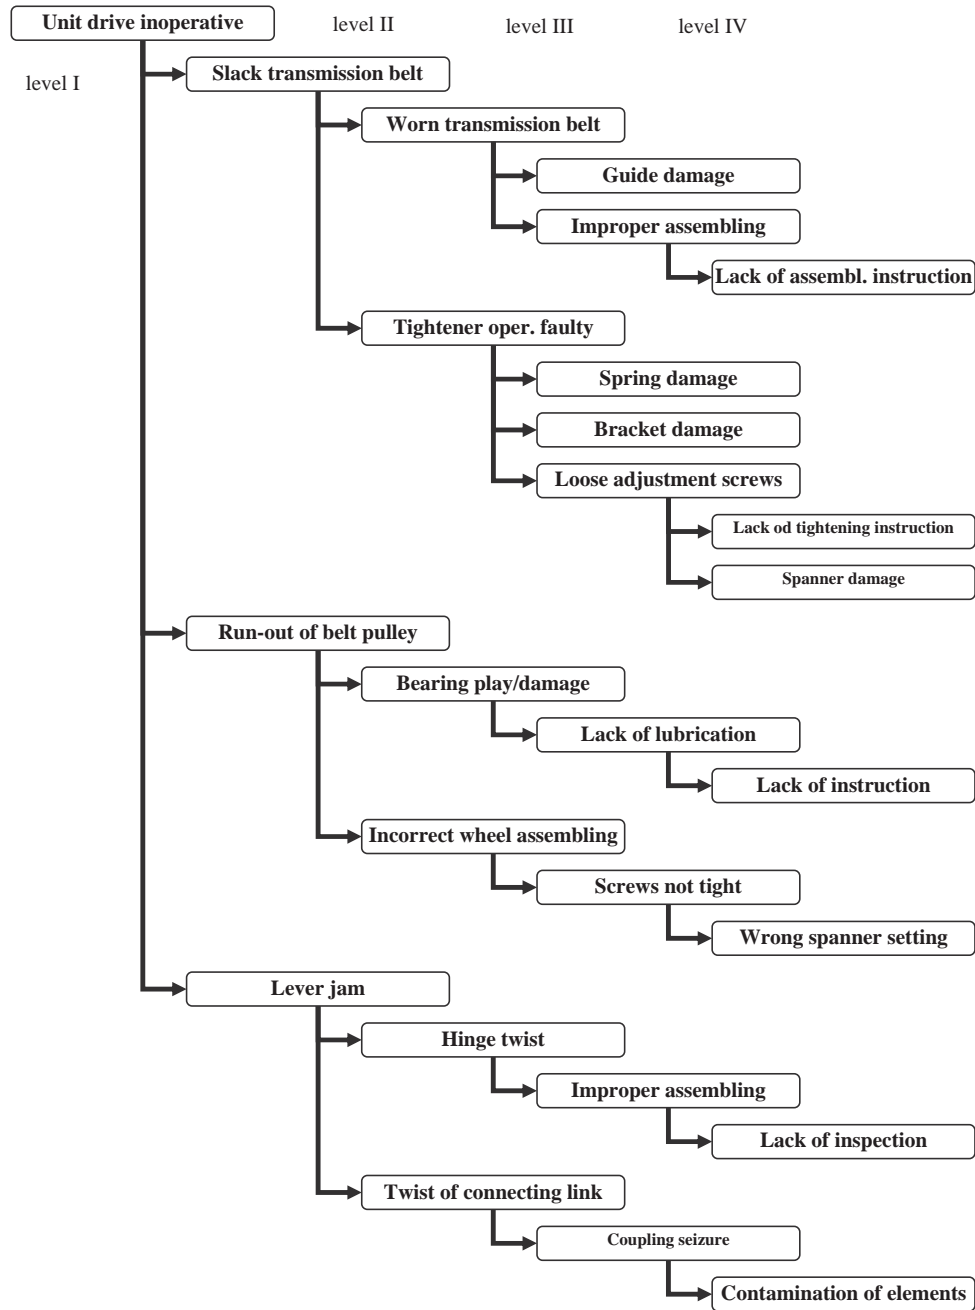 Unit drive inoperative
level II
level III
level IV
level I
Slack transmission belt
Worn transmission belt
Guide damage
Improper assembling
Lack of assembl. instruction
Tightener oper. faulty
Spring damage
Bracket damage
Loose adjustment screws
Lack od tightening instruction
Spanner damage
Run-out of belt pulley
Bearing play/damage
Lack of lubrication
Lack of instruction
Incorrect wheel assembling
Screws not tight
Wrong spanner setting
Lever jam
Hinge twist
Improper assembling
Lack of inspection
Twist of connecting link
Coupling seizure
Contamination of elements